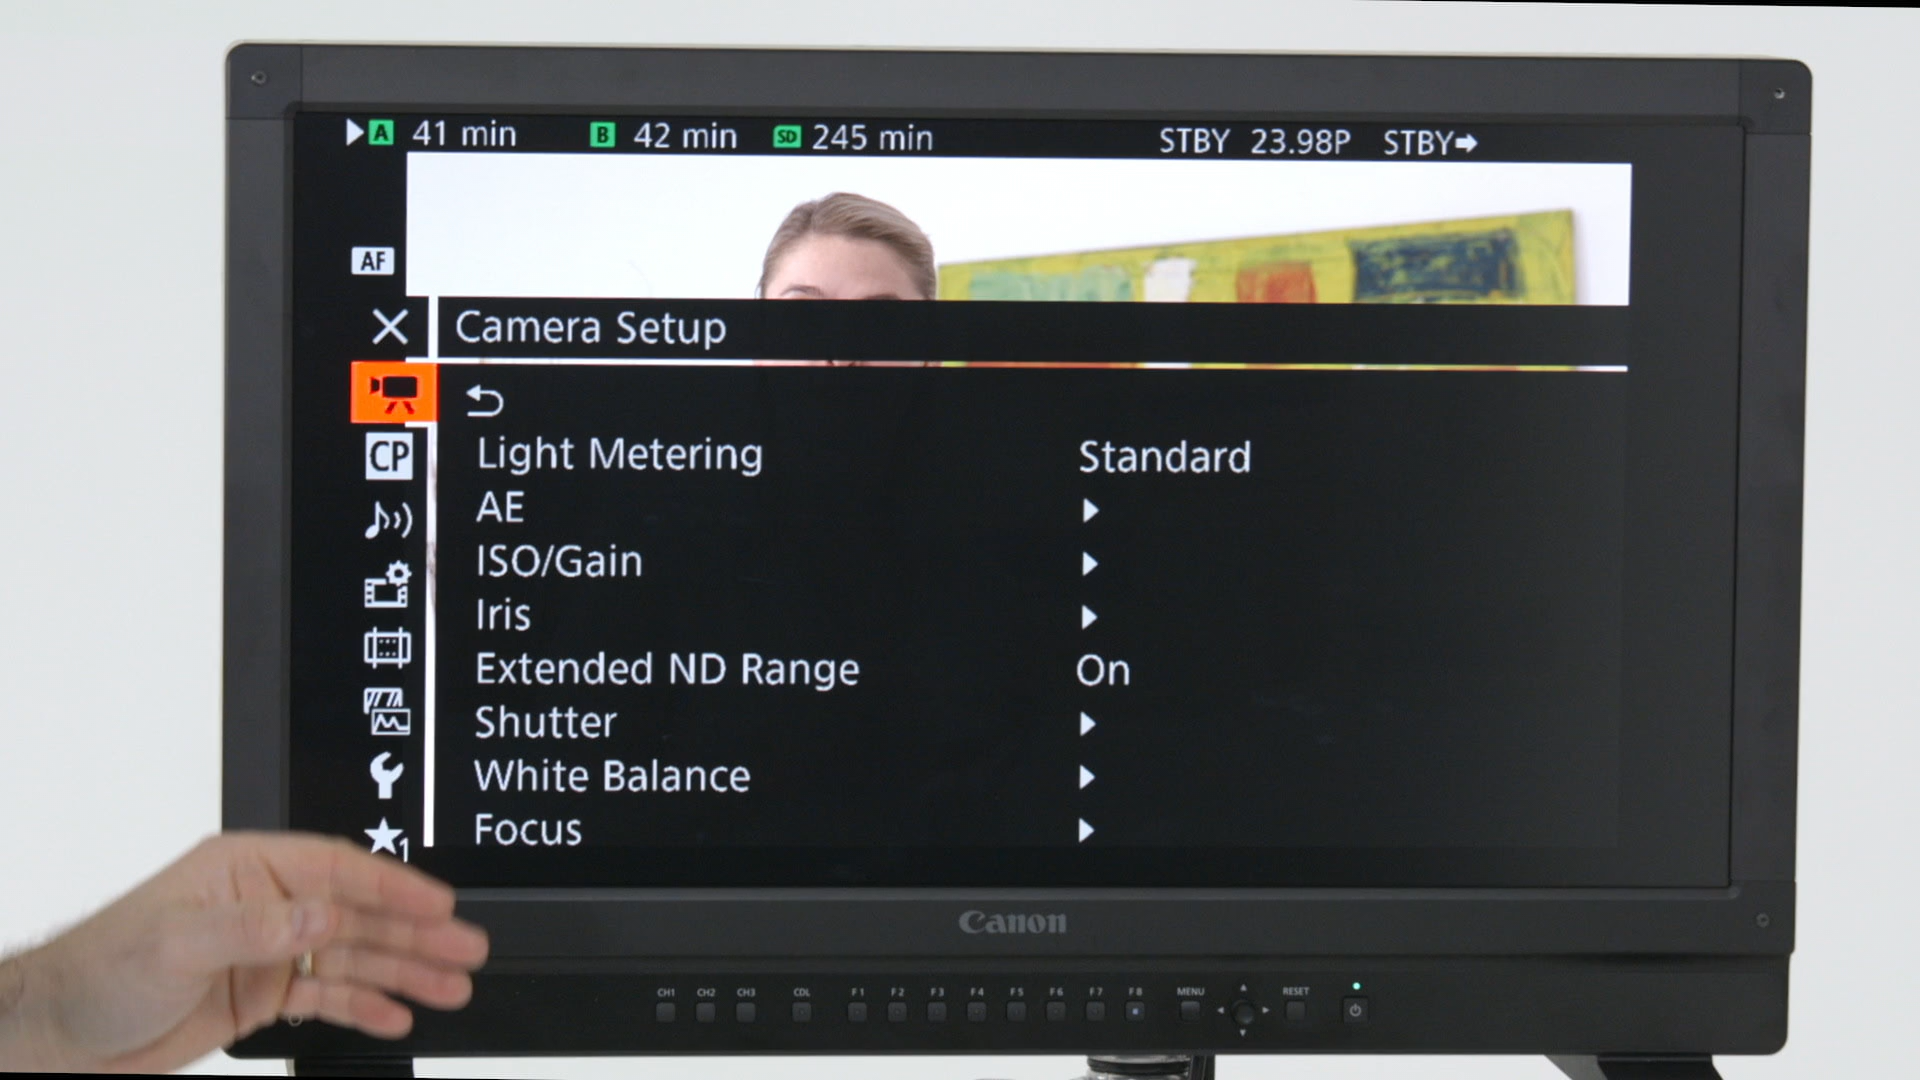 A 41 min B 42 min SD 245 min STBY 23.98P STBY
AF
Camera Setup
CP
Light Metering Standard
AE
ISO/Gain
Iris
Extended ND Range On
Shutter
White Balance
Focus
1
Canon
CH1 CH2 CH3 CDL F1 F2 F3 F4 F5 F6 F7 F8 MENU RESET